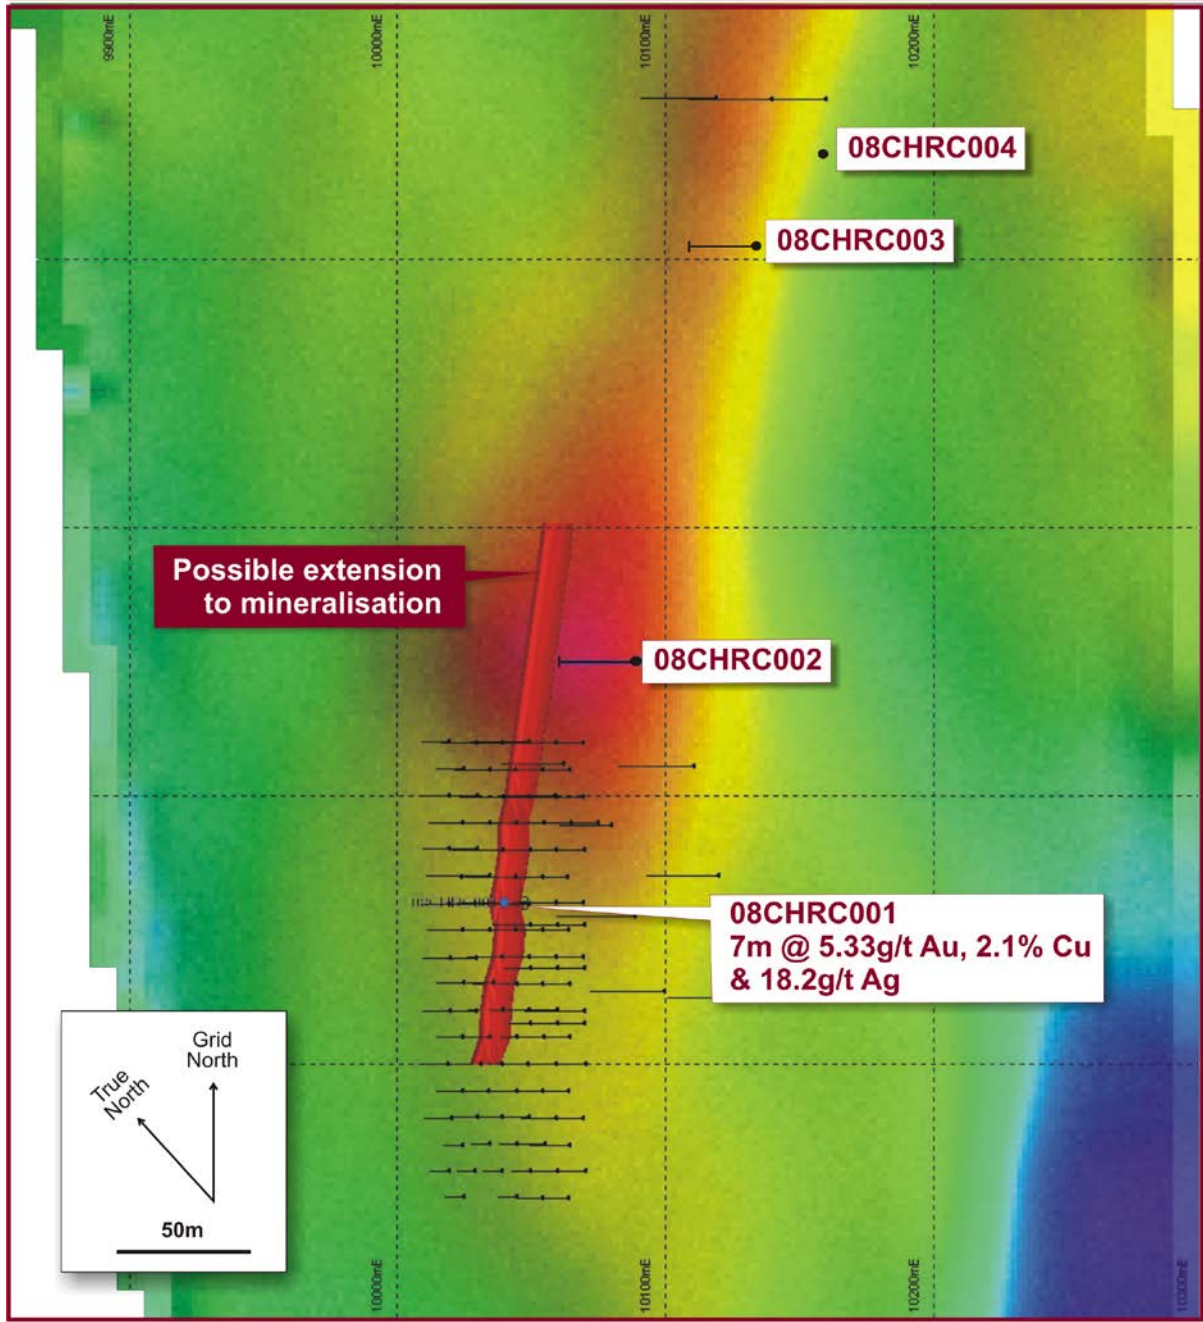 9900mE
10000mE
10100mE
10200mE
08CHRC004
08CHRC003
Possible extension
to mineralisation
08CHRC002
08CHRC001
7m @ 5.33g/t Au, 2.1% Cu
& 18.2g/t Ag
Grid
North
True
North
50m
10000mE
10100mE
10200mE
10300mE